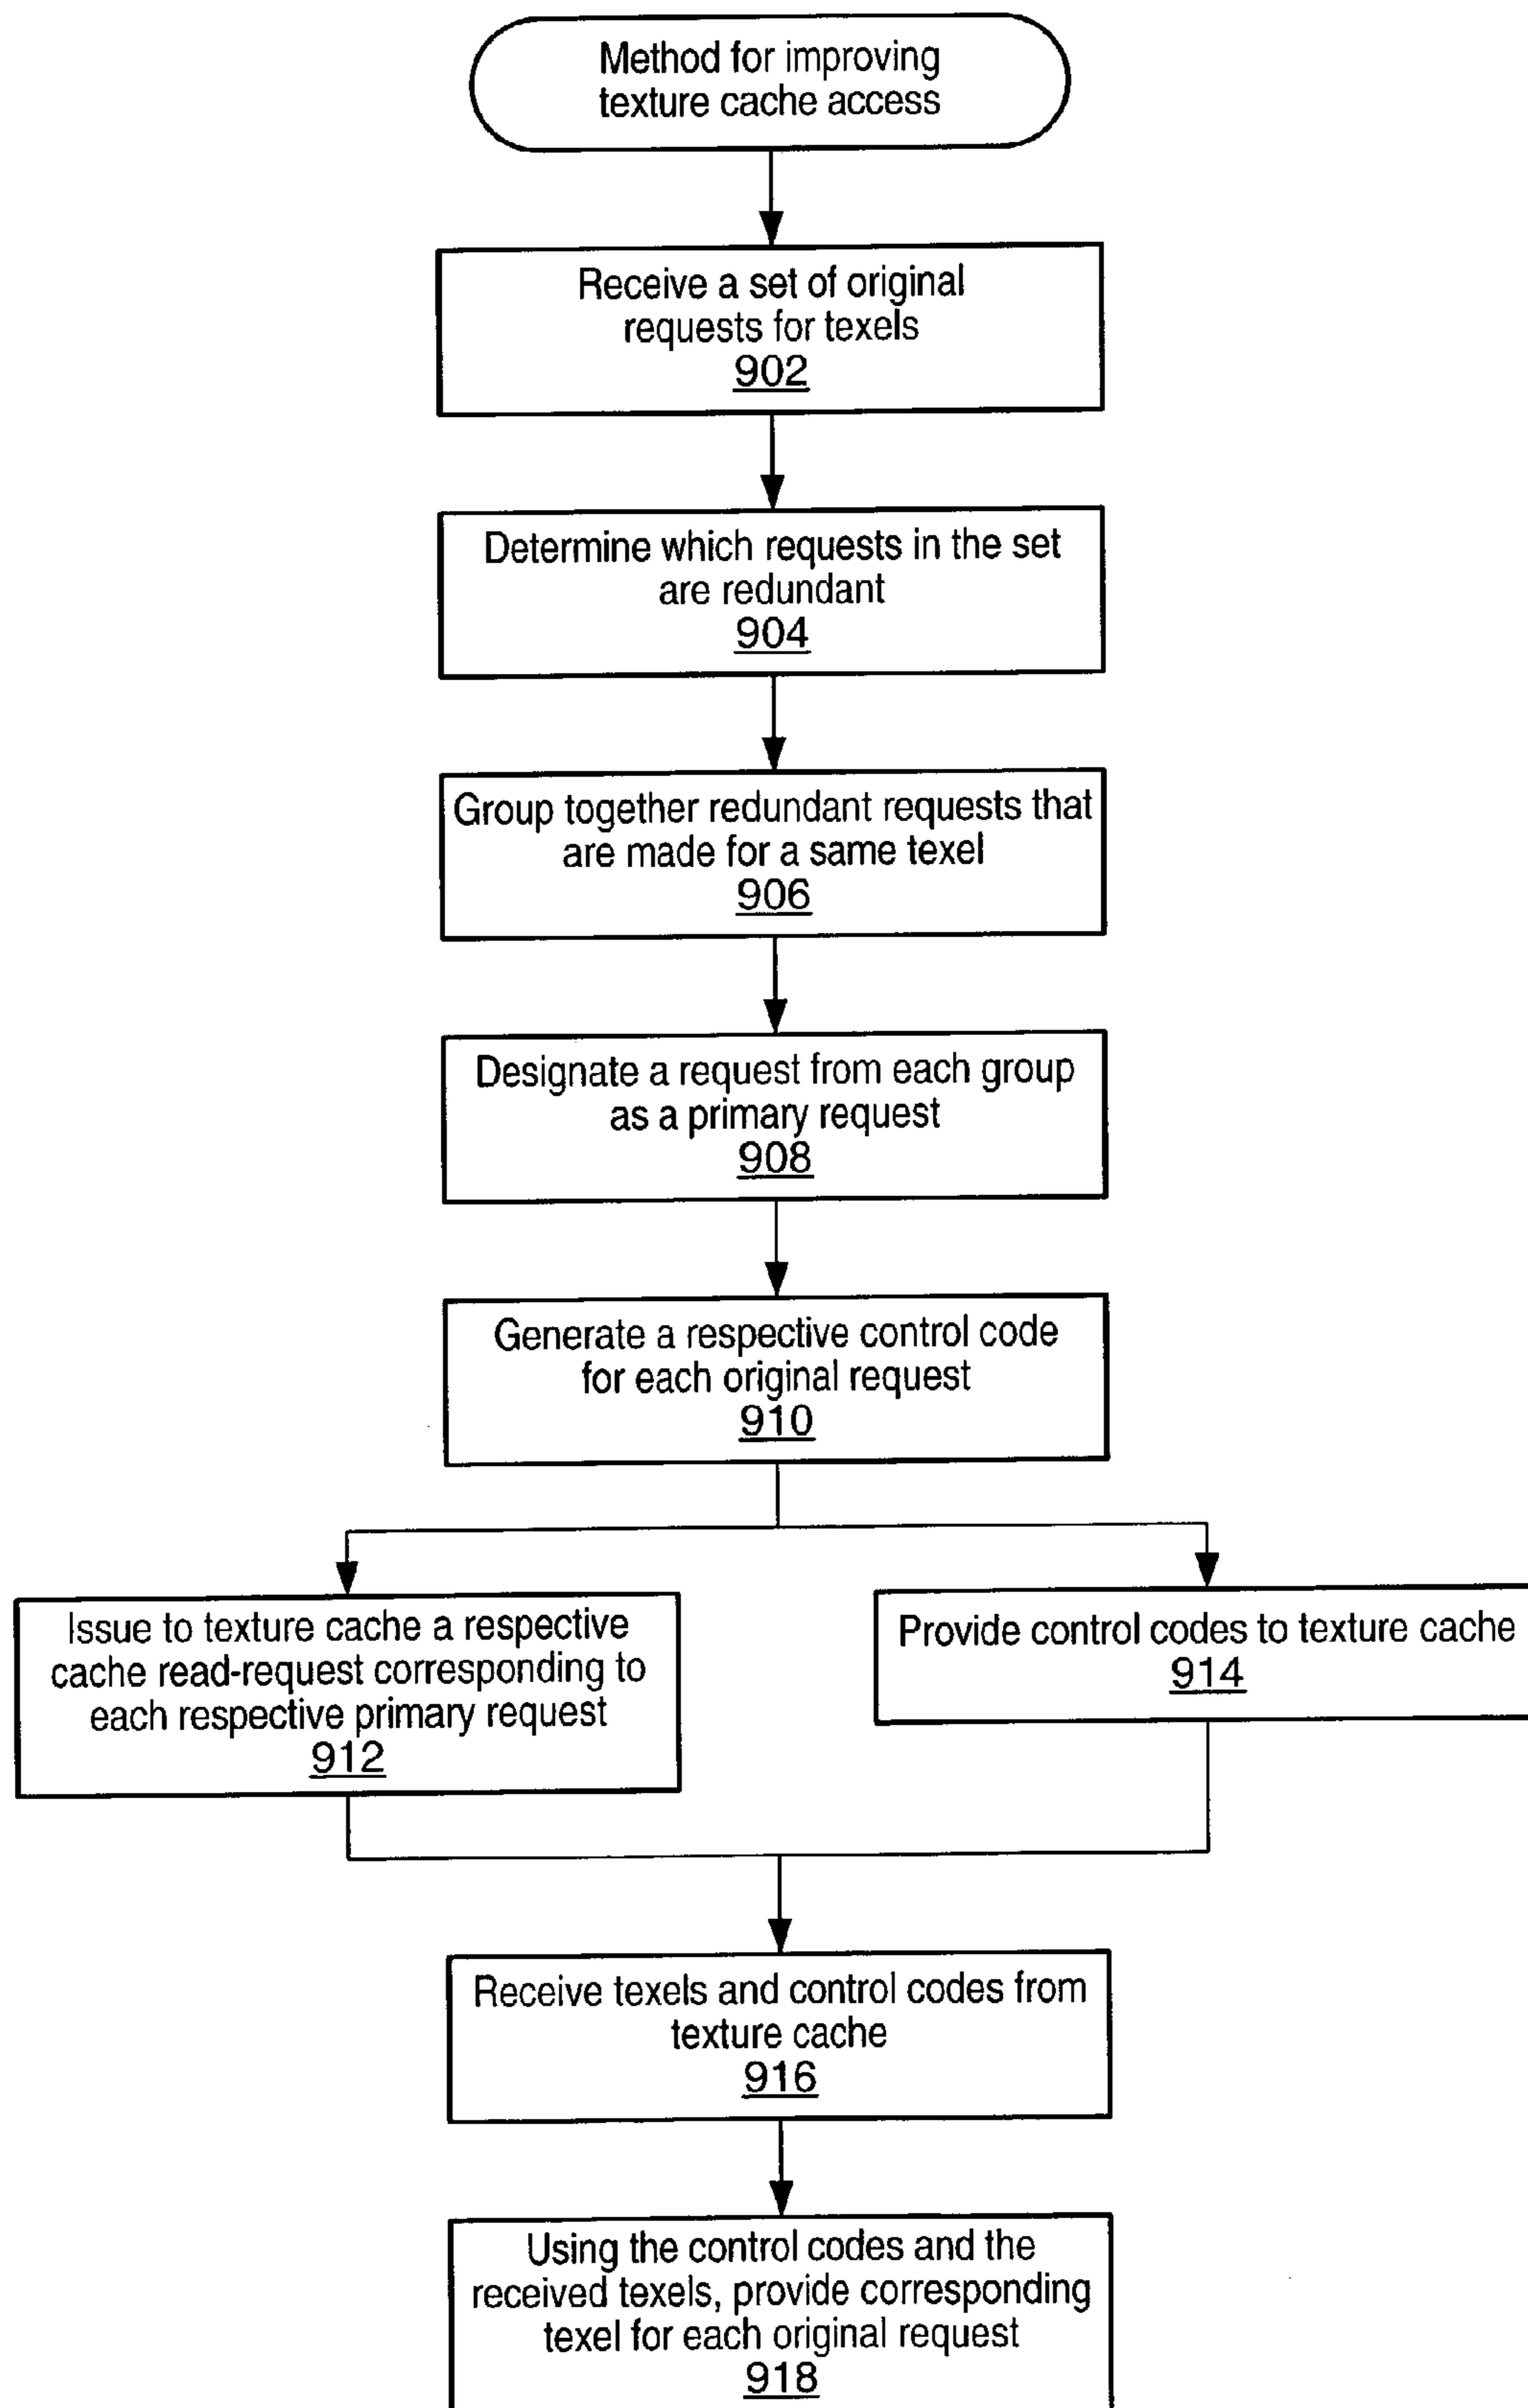 Method for improving
texture cache access
Receive a set of original
requests for texels
902
Determine which requests in the set
are redundant
904
Group together redundant requests that
are made for a same texel
906
Designate a request from each group
as a primary request
908
Generate a respective control code
for each original request
910
Issue to texture cache a respective
cache read-request corresponding to
each respective primary request
912
Provide control codes to texture cache
914
Receive texels and control codes from
texture cache
916
Using the control codes and the
received texels, provide corresponding
texel for each original request
918